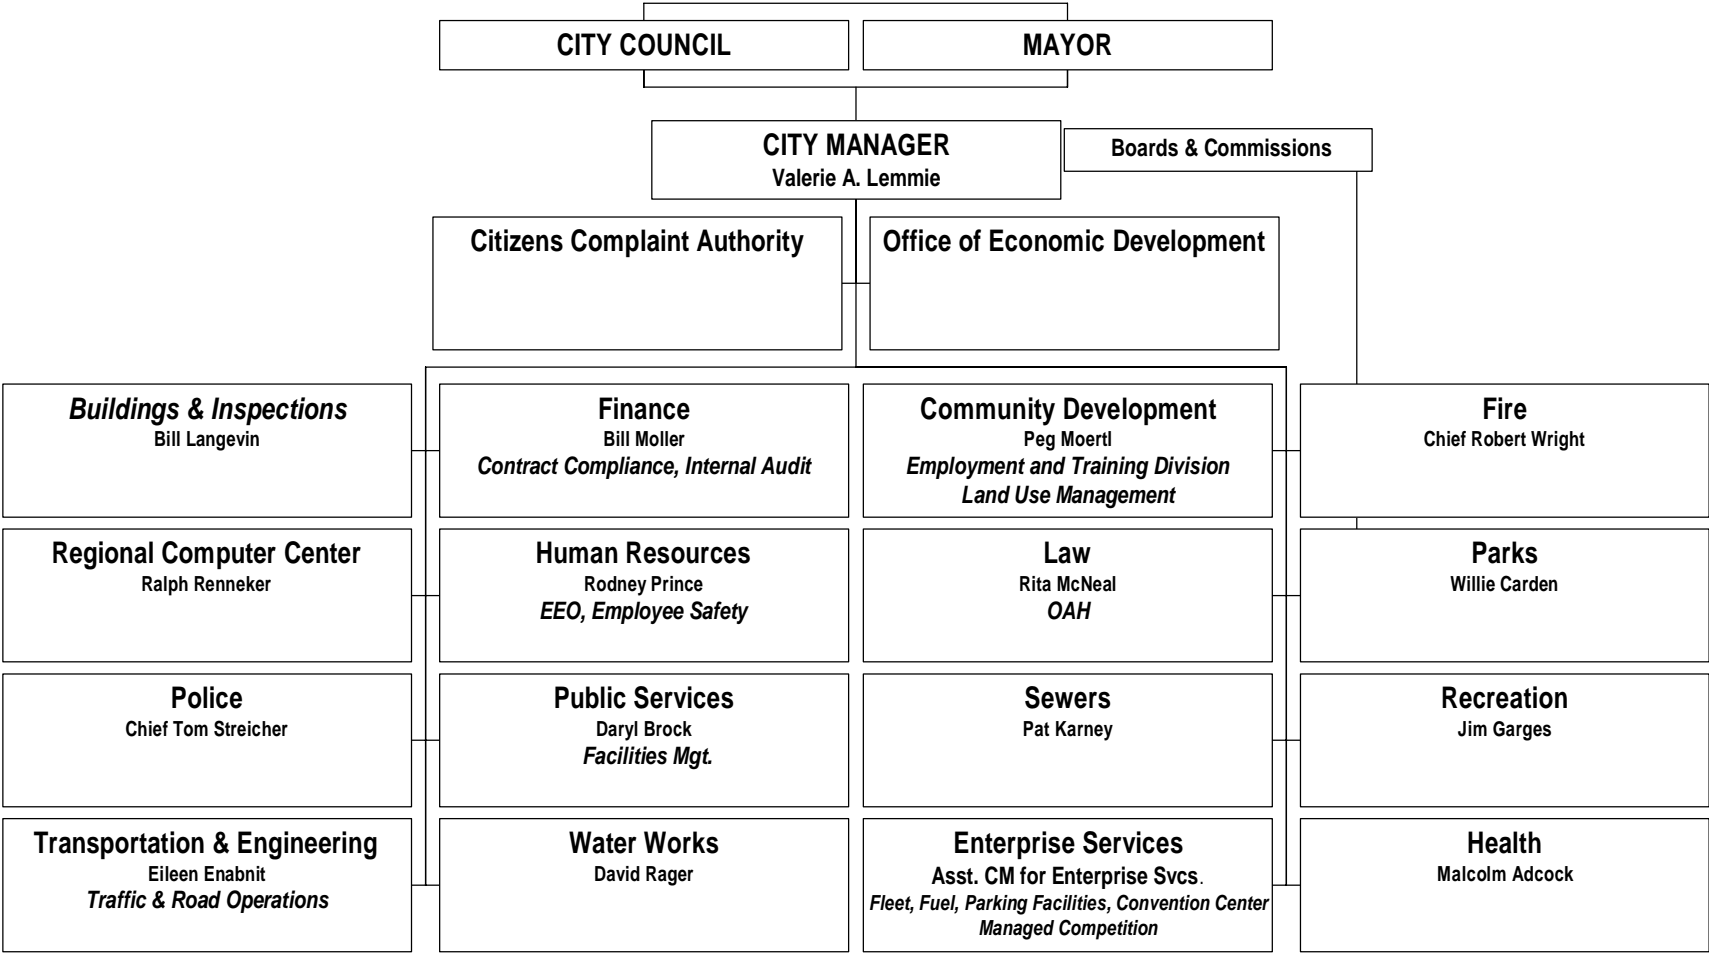 CITY COUNCIL
MAYOR
CITY MANAGER
Valerie A. Lemmie
Boards & Commissions
Citizens Complaint Authority
Office of Economic Development
Buildings & Inspections
Bill Langevin
Finance
Bill Moller
Contract Compliance, Internal Audit
Community Development
Peg Moertl
Employment and Training Division
Land Use Management
Fire
Chief Robert Wright
Regional Computer Center
Ralph Renneker
Human Resources
Rodney Prince
EEO, Employee Safety
Law
Rita McNeal
OAH
Parks
Willie Carden
Police
Chief Tom Streicher
Public Services
Daryl Brock
Facilities Mgt.
Sewers
Pat Karney
Recreation
Jim Garges
Transportation & Engineering
Eileen Enabnit
Traffic & Road Operations
Water Works
David Rager
Enterprise Services
Asst. CM for Enterprise Svcs.
Fleet, Fuel, Parking Facilities, Convention Center
Managed Competition
Health
Malcolm Adcock